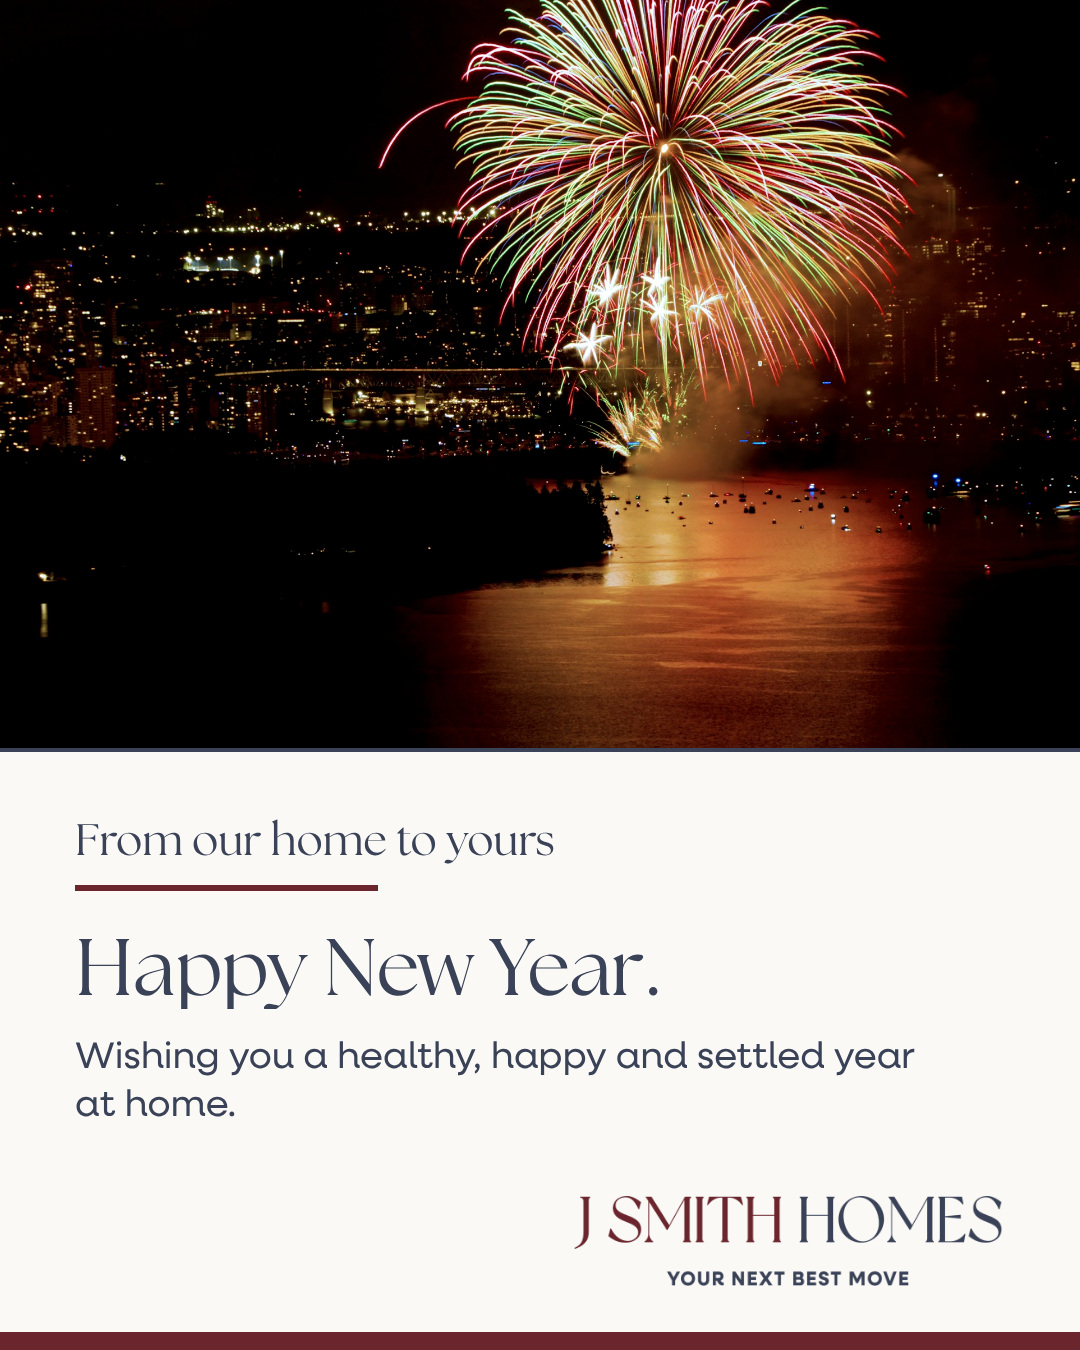 From our home to yours
Happy New Year.
Wishing you a healthy, happy and settled year
at home.
J SMITH HOMES
YOUR NEXT BEST MOVE